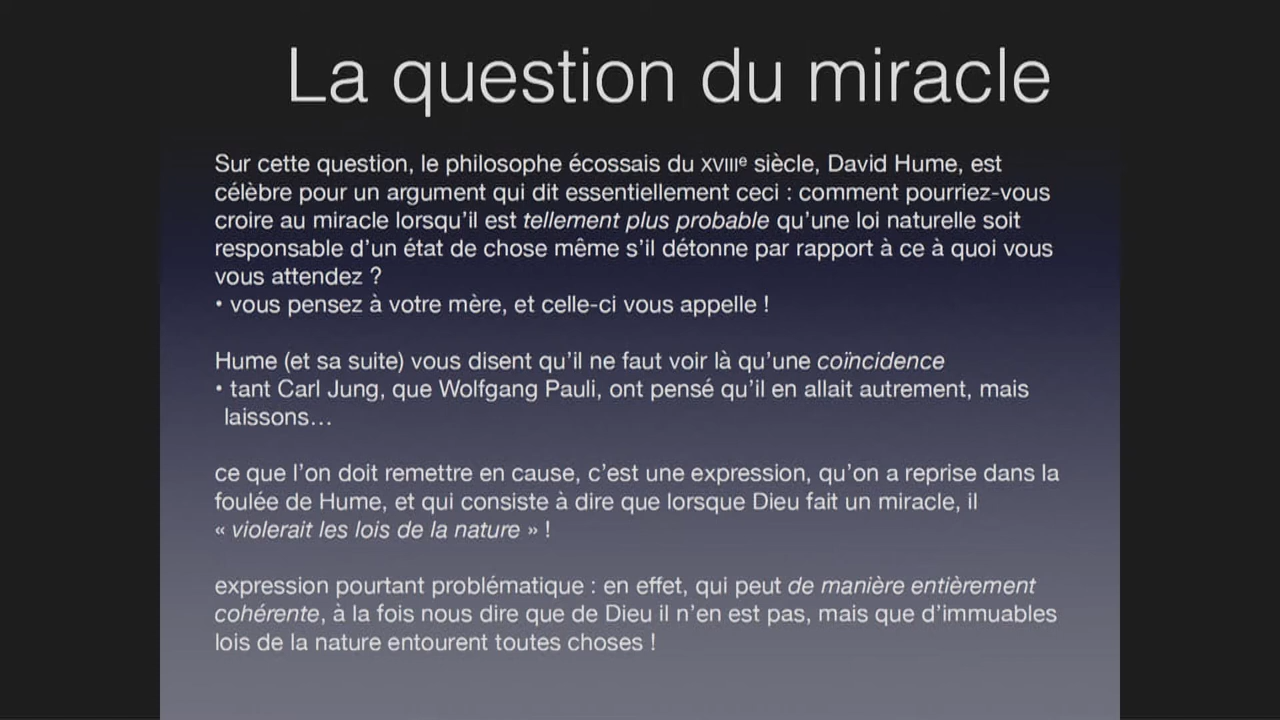 La question du miracle
Sur cette question, le philosophe écossais du XVIIIe siècle, David Hume, est
célèbre pour un argument qui dit essentiellement ceci : comment pourriez-vous
croire au miracle lorsqu'il est tellement plus probable qu'une loi naturelle soit
responsable d'un état de chose même s'il détonne par rapport à ce à quoi vous
vous attendez ?
• vous pensez à votre mère, et celle-ci vous appelle !
Hume (et sa suite) vous disent qu'il ne faut voir là qu'une coïncidence
• tant Carl Jung, que Wolfgang Pauli, ont pensé qu'il en allait autrement, mais
laissons…
ce que l'on doit remettre en cause, c'est une expression, qu'on a reprise dans la
foulée de Hume, et qui consiste à dire que lorsque Dieu fait un miracle, il
« violerait les lois de la nature » !
expression pourtant problématique : en effet, qui peut de manière entièrement
cohérente, à la fois nous dire que de Dieu il n'en est pas, mais que d'immuables
lois de la nature entourent toutes choses !